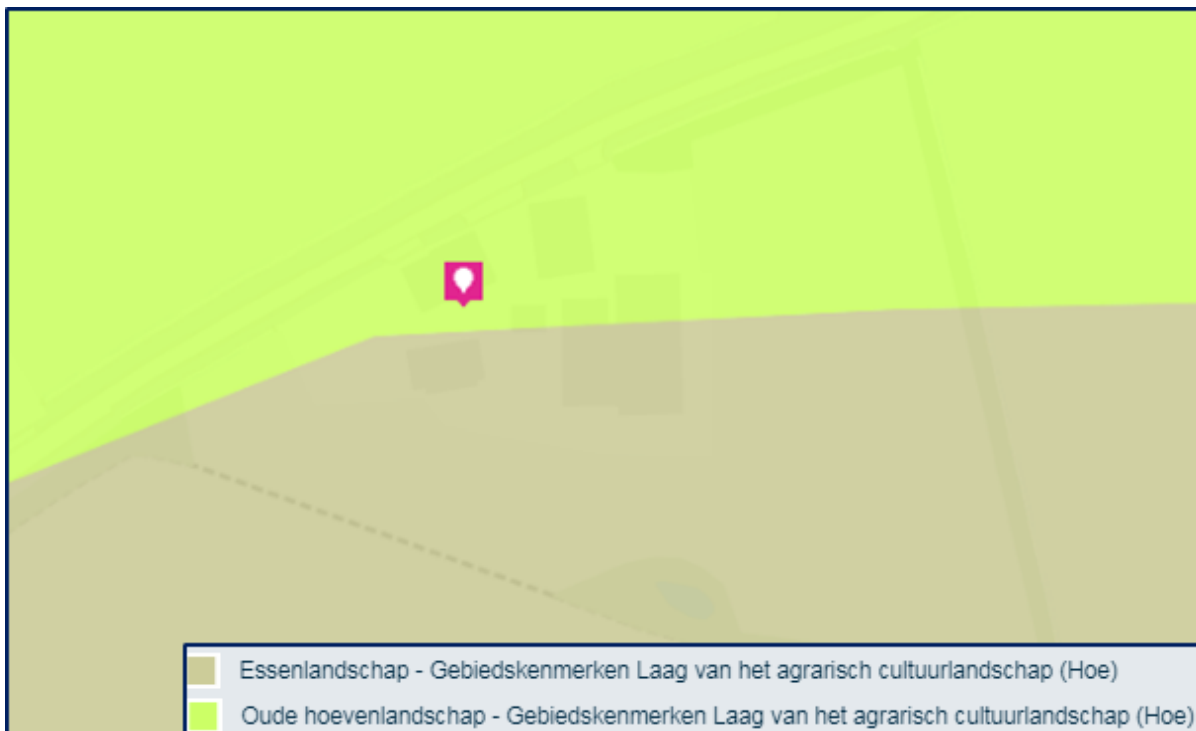 Essenlandschap - Gebiedskenmerken Laag van het agrarisch cultuurlandschap (Hoe)
Oude hoevenlandschap - Gebiedskenmerken Laag van het agrarisch cultuurlandschap (Hoe)